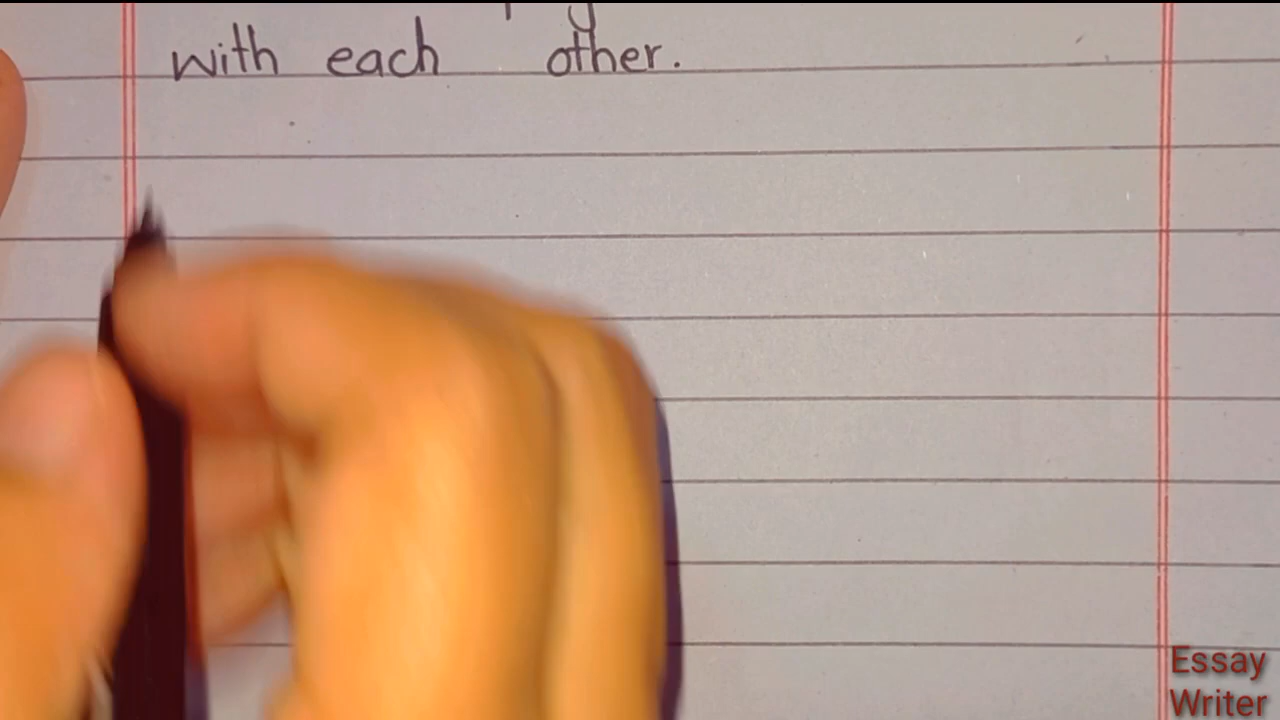 with each other.
Essay
Writer